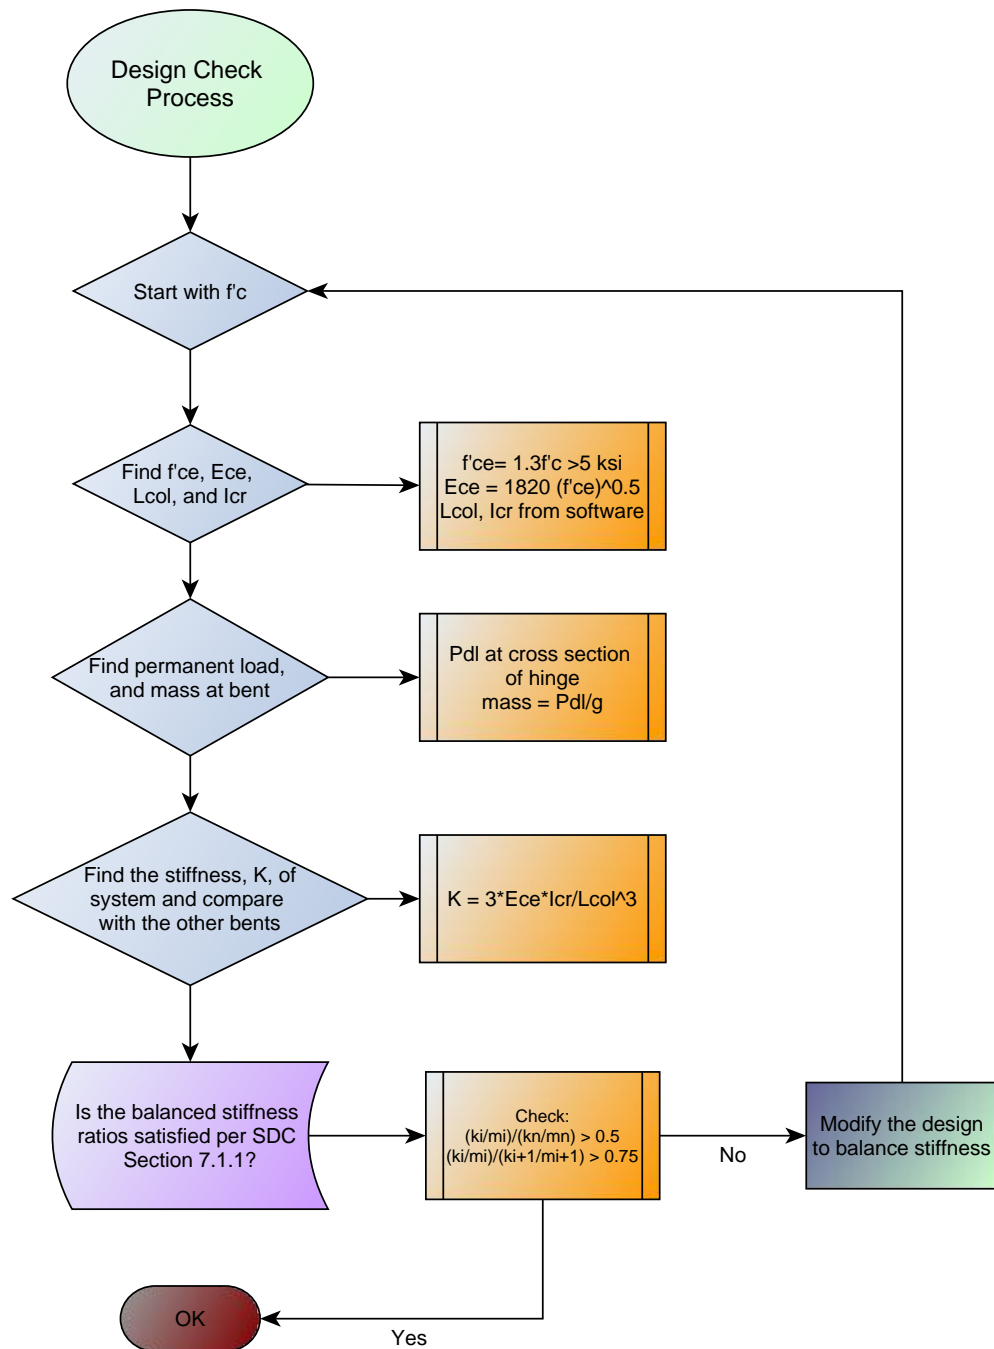 Design Check
Process
Start with f'c
Find f'ce, Ece,
Lcol, and Icr
f'ce= 1.3f'c >5 ksi
Ece = 1820 (f'ce)^0.5
Lcol, Icr from software
Find permanent load,
and mass at bent
Pdl at cross section
of hinge
mass = Pdl/g
Find the stiffness, K, of
system and compare
with the other bents
K = 3*Ece*Icr/Lcol^3
Is the balanced stiffness
ratios satisfied per SDC
Section 7.1.1?
Check:
(ki/mi)/(kn/mn) > 0.5
(ki/mi)/(ki+1/mi+1) > 0.75
No
Modify the design
to balance stiffness
OK
Yes